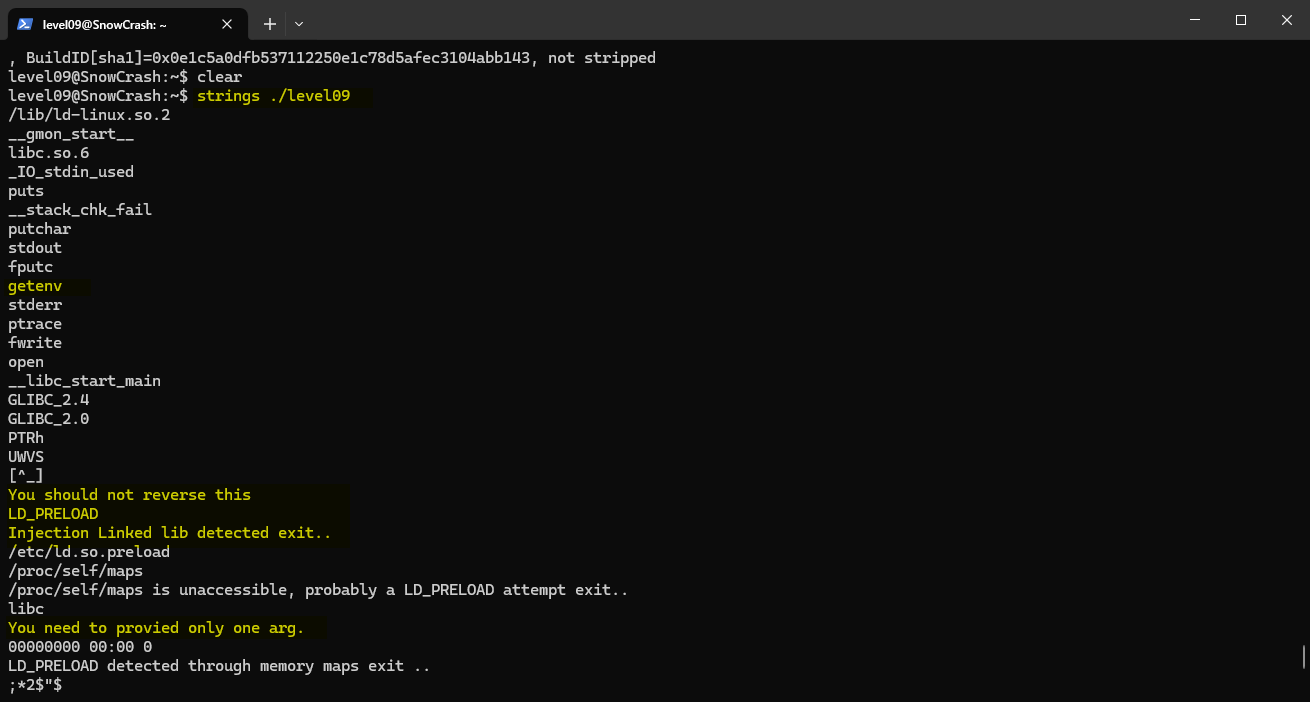 level09@SnowCrash: ~
, BuildID[sha1]=0x0e1c5a0dfb537112250e1c78d5afec3104abb143, not stripped
level09@SnowCrash:~$ clear
level09@SnowCrash:~$ strings ./level09
/lib/ld-linux.so.2
__gmon_start__
libc.so.6
_IO_stdin_used
puts
__stack_chk_fail
putchar
stdout
fputc
getenv
stderr
ptrace
fwrite
open
__libc_start_main
GLIBC_2.4
GLIBC_2.0
PTRh
UWVS
[^_]
You should not reverse this
LD_PRELOAD
Injection Linked lib detected exit..
/etc/ld.so.preload
/proc/self/maps
/proc/self/maps is unaccessible, probably a LD_PRELOAD attempt exit..
libc
You need to provied only one arg.
00000000 00:00 0
LD_PRELOAD detected through memory maps exit ..
;*2$"$